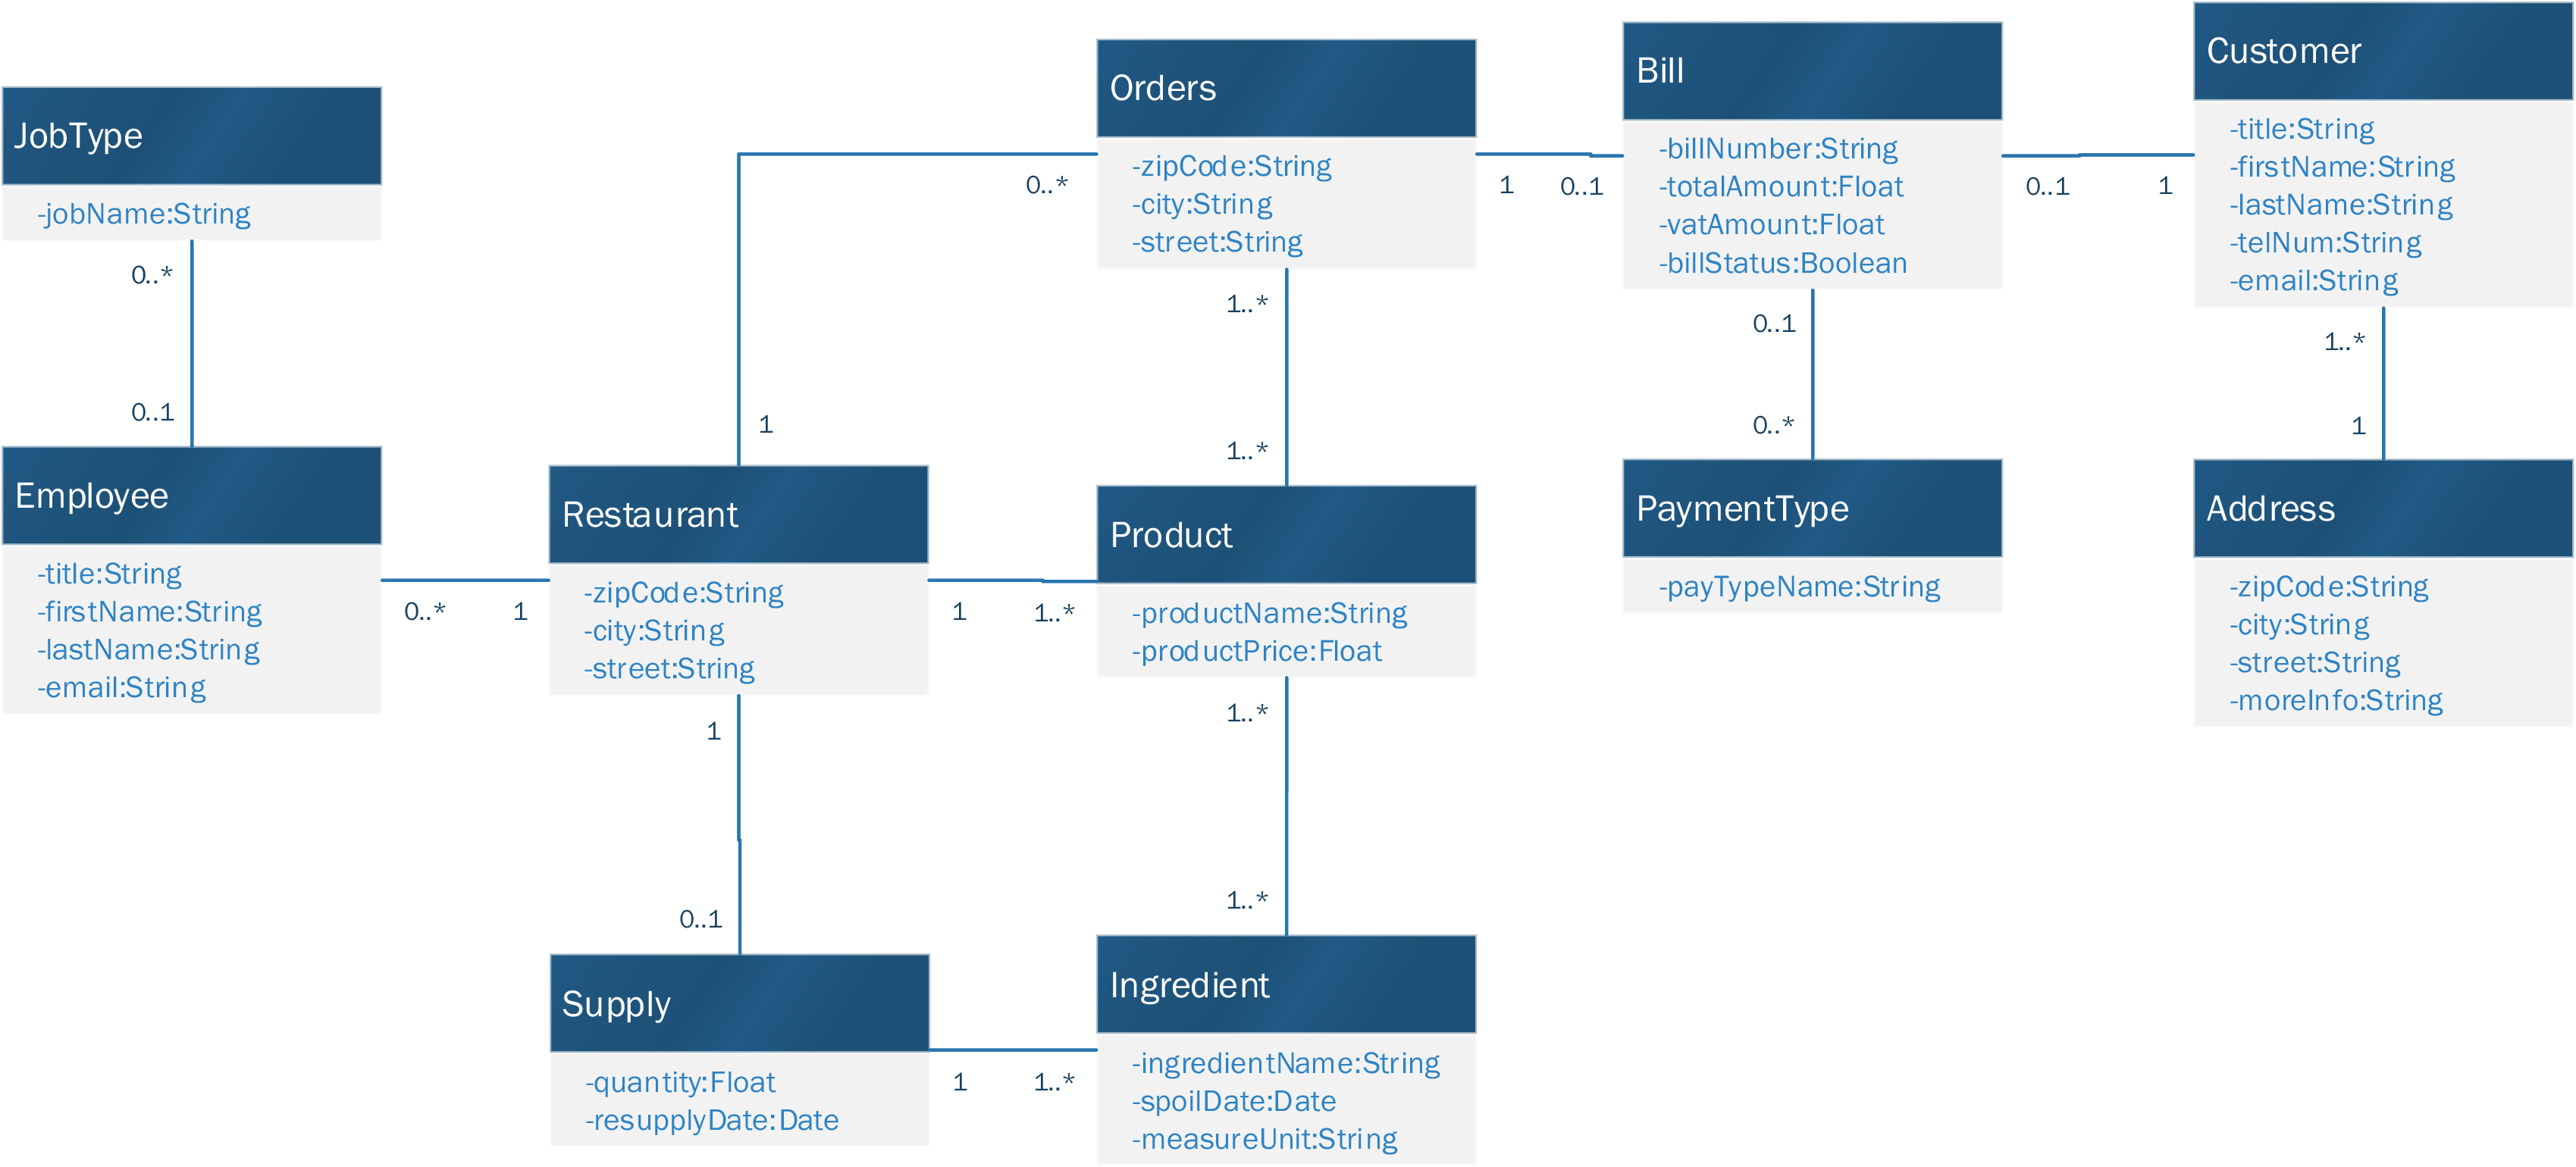 JobType
-jobName:String
0..*
0..1
Employee
-title:String
-firstName:String
-lastName:String
-email:String
0..*
1
Restaurant
-zipCode:String
-city:String
-street:String
1
0..*
1
1..*
1
0..1
Supply
-quantity:Float
-resupplyDate:Date
1
1..*
Orders
-zipCode:String
-city:String
-street:String
1..*
1..*
Product
-productName:String
-productPrice:Float
1..*
1..*
Ingredient
-ingredientName:String
-spoilDate:Date
-measureUnit:String
1
0..1
Bill
-billNumber:String
-totalAmount:Float
-vatAmount:Float
-billStatus:Boolean
0..1
0..*
PaymentType
-payTypeName:String
0..1
1
Customer
-title:String
-firstName:String
-lastName:String
-telNum:String
-email:String
1..*
1
Address
-zipCode:String
-city:String
-street:String
-moreInfo:String